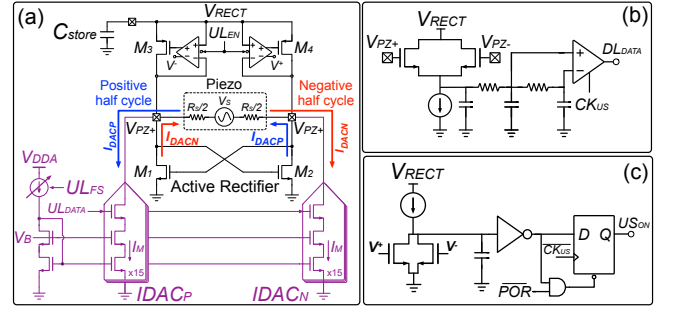 (a)
V_RECT
C_store
M_3
UL_EN
M_4
V^-
V^+
Positive
half cycle
Piezo
Negative
half cycle
R_S/2
V_S
R_S/2
V_PZ+
V_PZ+
I_DACP
I_DACN
I_DACP
I_DACN
M_1
M_2
Active Rectifier
V_DDA
UL_FS
UL_DATA
V_B
I_M
I_M
x15
x15
IDAC_P
IDAC_N
(b)
V_RECT
V_PZ+
V_PZ-
DL_DATA
CK_US
(c)
V_RECT
V^+
V^-
D
Q
US_ON
\overline{CK_US}
\overline{POR}